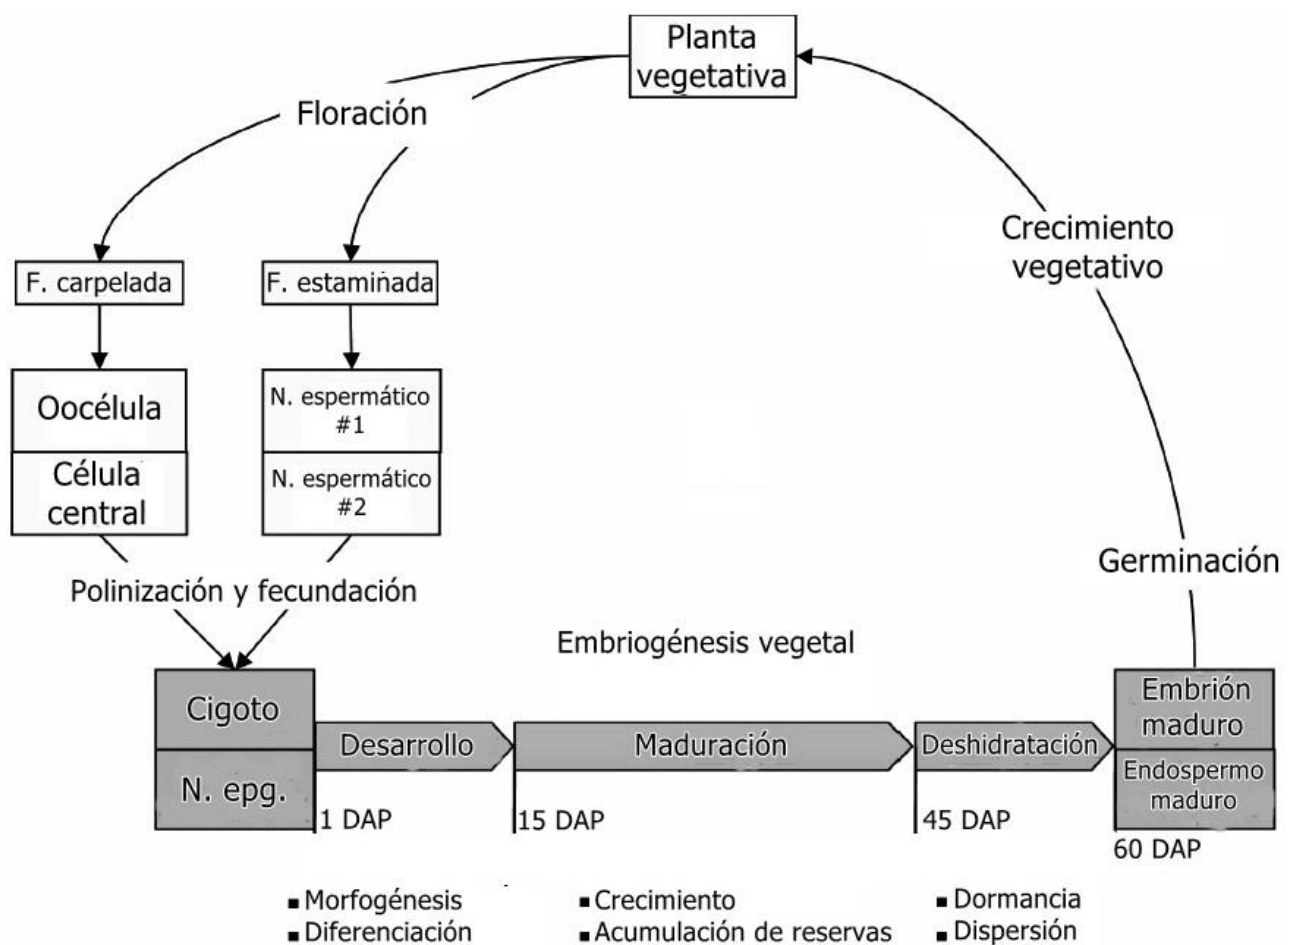 Planta
vegetativa
Floración
Crecimiento
vegetativo
F. carpelada
F. estaminada
Oocélula
Célula
central
N. espermático
#1
N. espermático
#2
Germinación
Polinización y fecundación
Embriogénesis vegetal
Cigoto
N. epg.
Desarrollo
Maduración
Deshidratación
Embrión
maduro
Endospermo
maduro
1 DAP
15 DAP
45 DAP
60 DAP
▪ Morfogénesis
▪ Diferenciación
▪ Crecimiento
▪ Acumulación de reservas
▪ Dormancia
▪ Dispersión